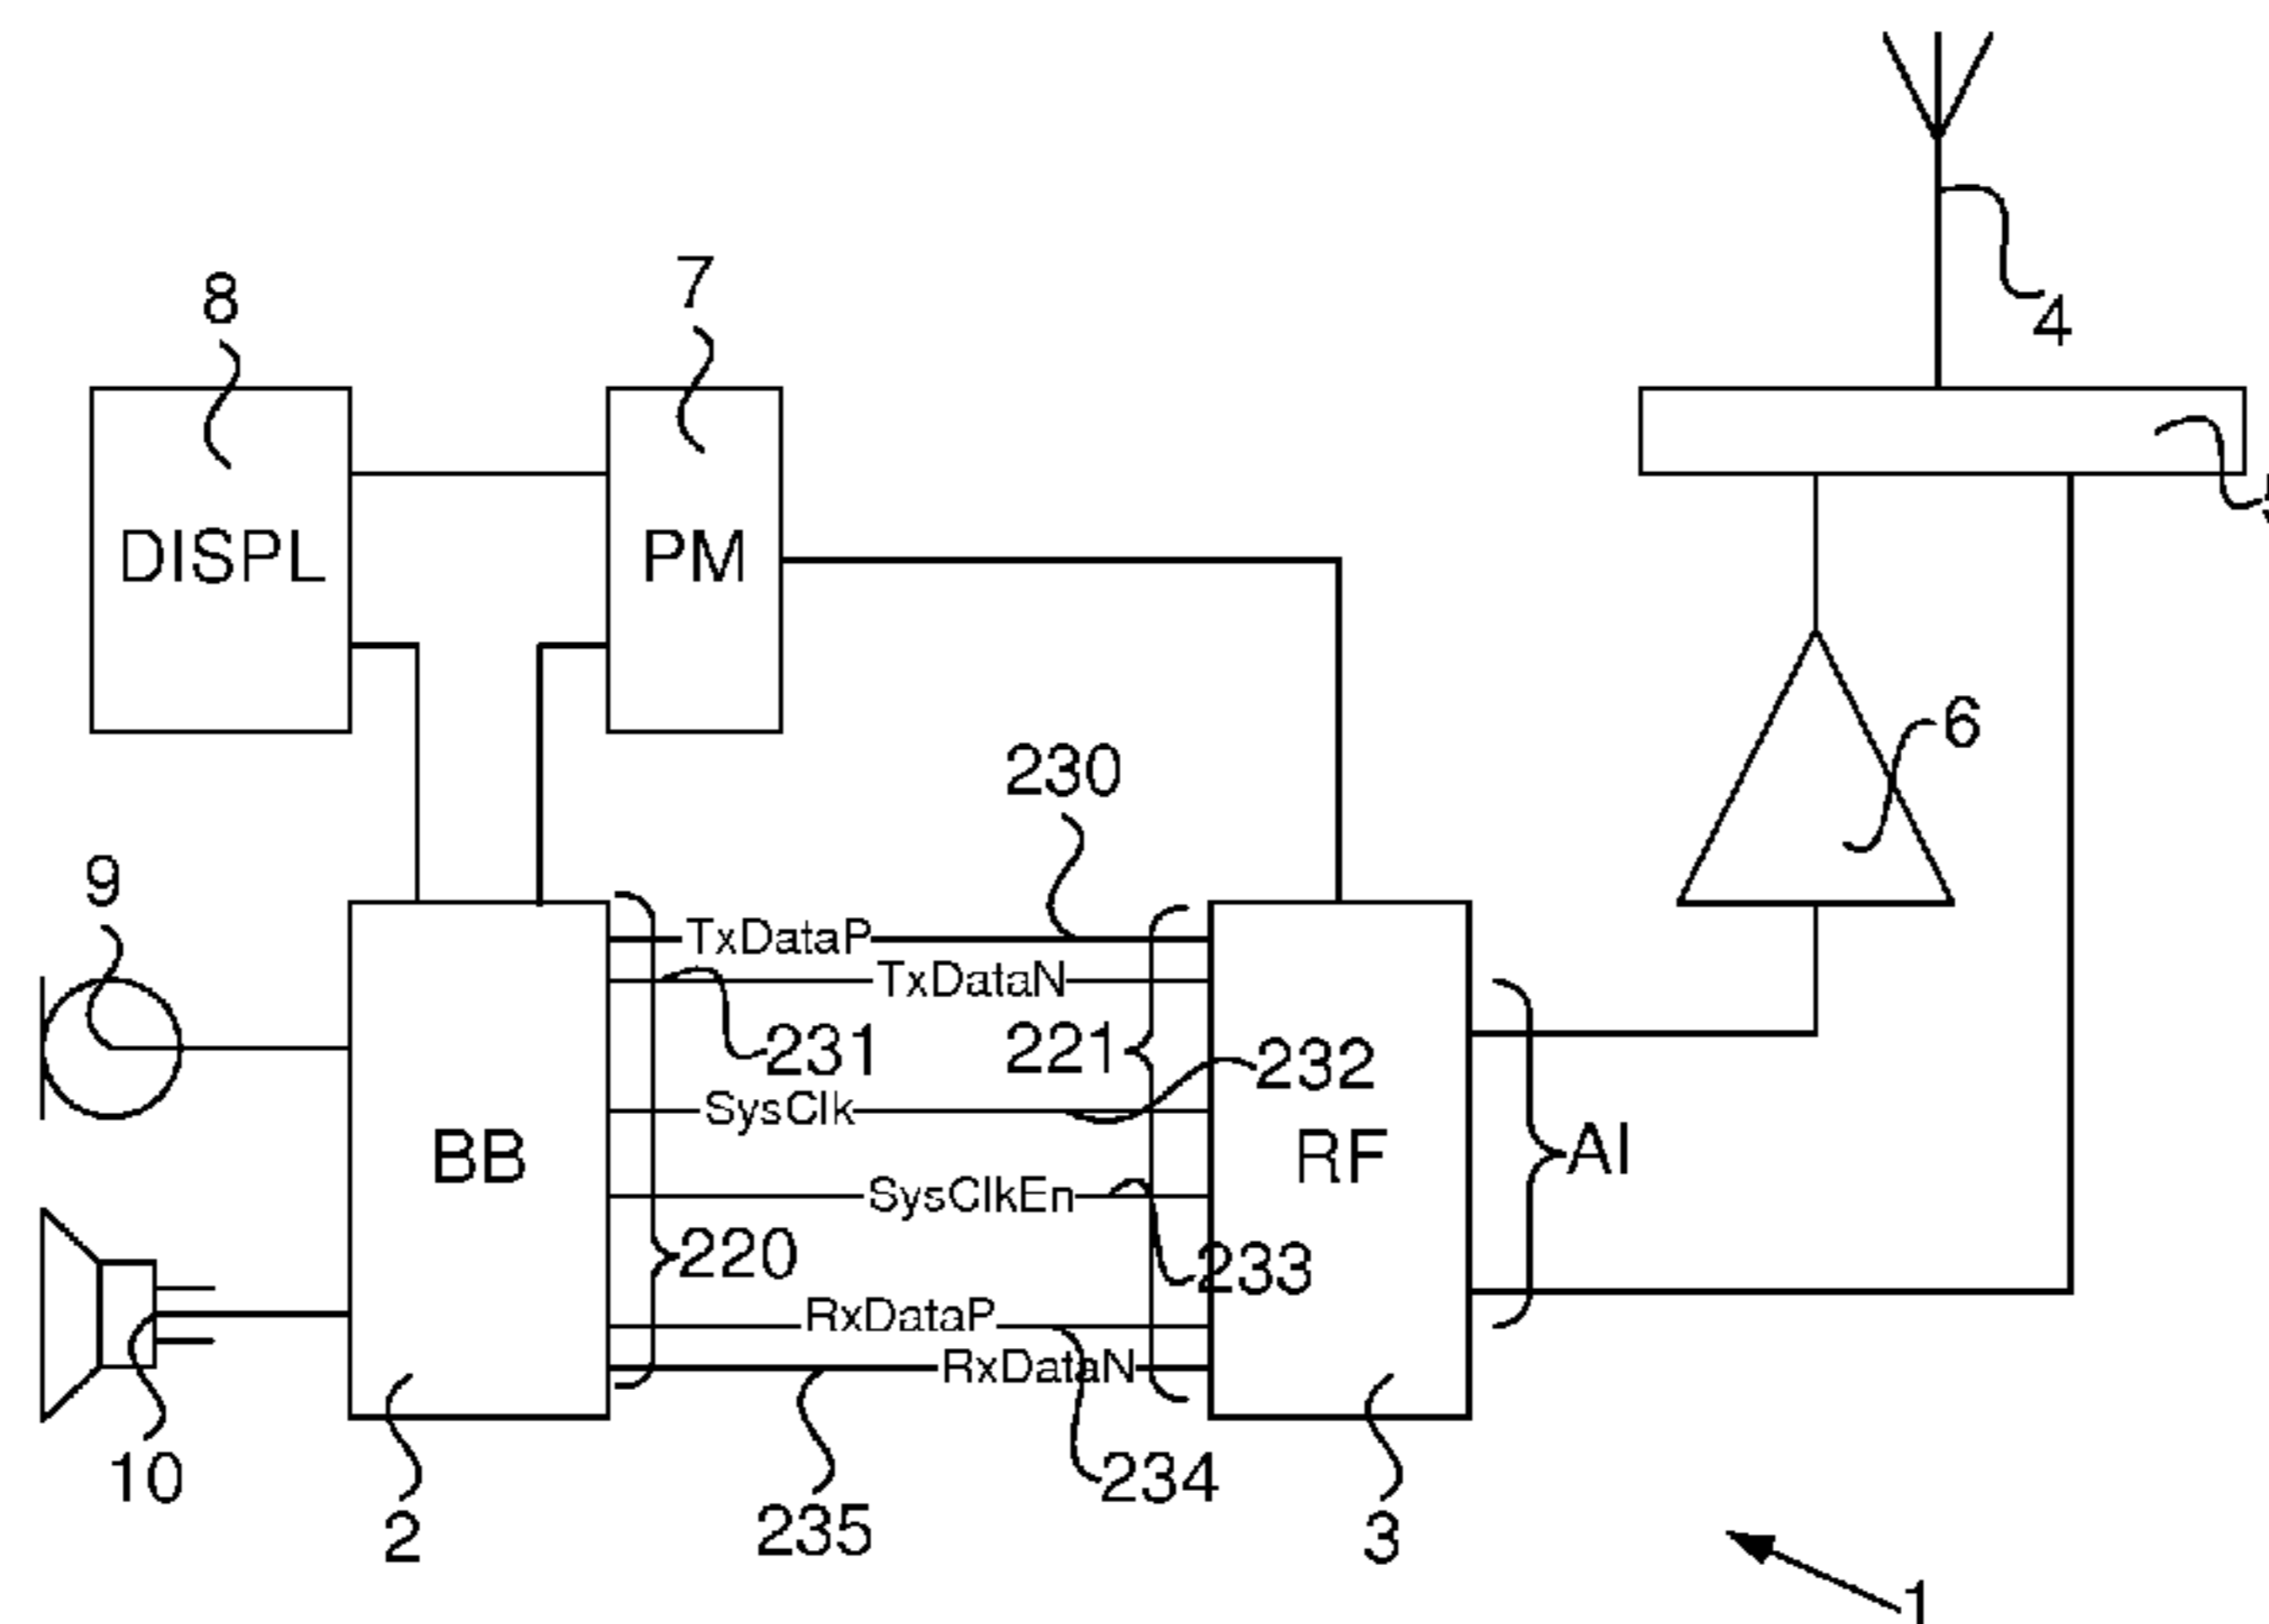 4
7
8
5
DISPL
PM
6
230
9
TxDataP
TxDataN
231
221
232
SysClk
BB
RF
AI
SysClkEn
220
233
RxDataP
RxDataN
10
234
235
2
3
1